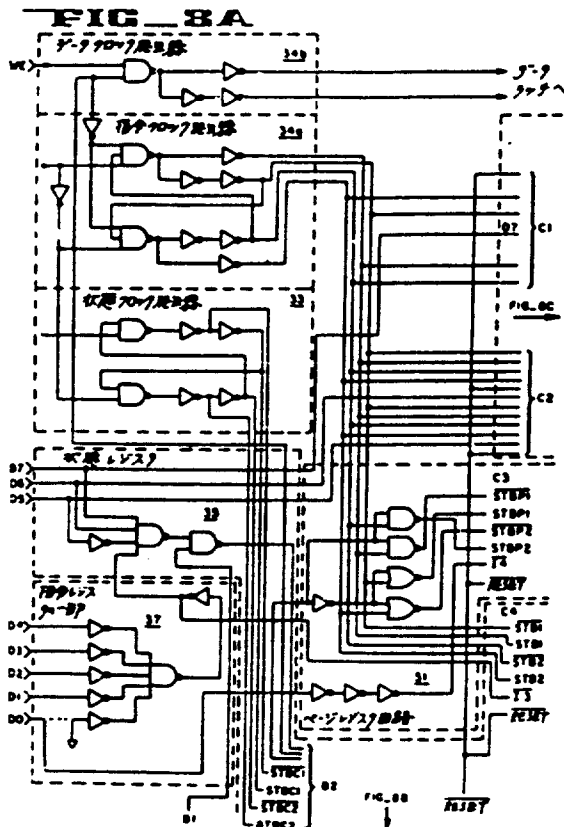 FIG_8A
データクロック発生器
34b
WE
データ
ラッチへ
指令クロック発生器
34a
D7
C1
FIG_8C
状態クロック発生器
33
C2
状態レジスタ
D7
D6
D5
35
C3
STBP1
STBP1
STBP2
STBP2
I4
RESET
指令レジス
37
D4
D3
D2
D1
D0
C4
STB1
STB1
STB2
STB2
I3
31
ページレジスタ回路
RESET
B2
STBC1
STBC1
STBC2
STBC2
B1
FIG_8B
RESET